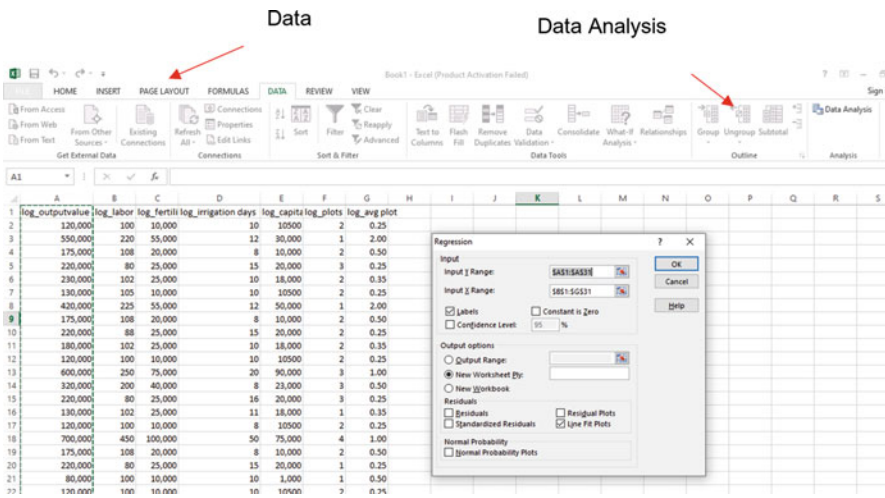 Data
Data Analysis
Book1 - Excel (Product Activation Failed)
Sign
HOME INSERT PAGE LAYOUT FORMULAS DATA REVIEW VIEW
From Access
From Web
From Text
From Other Sources
Existing Connections
Get External Data
Refresh All
Connections
Properties
Edit Links
Connections
Sort
Filter
Clear
Reapply
Advanced
Sort & Filter
Text to Columns
Flash Fill
Remove Duplicates
Data Validation
Consolidate
What-If Analysis
Relationships
Data Tools
Group
Ungroup
Subtotal
Outline
Data Analysis
Analysis
A1
A B C D E F G H I J K L M N O P Q R S
1 log_outputvalue log_labor log_fertili log_irrigation days log_capita log_plots log_avg plot
2 120,000 100 10,000 10 10500 2 0.25
3 550,000 220 55,000 12 30,000 1 2.00
4 175,000 108 20,000 8 10,000 2 0.50
5 220,000 80 25,000 15 20,000 3 0.25
6 230,000 102 25,000 10 18,000 2 0.35
7 130,000 105 10,000 10 10500 2 0.25
8 420,000 225 55,000 12 50,000 1 2.00
9 175,000 108 20,000 8 10,000 2 0.50
10 220,000 88 25,000 15 20,000 2 0.25
11 180,000 102 25,000 10 18,000 2 0.35
12 120,000 100 10,000 10 10500 2 0.25
13 600,000 250 75,000 20 90,000 3 1.00
14 320,000 200 40,000 8 23,000 3 0.50
15 220,000 80 25,000 16 20,000 3 0.25
16 130,000 102 25,000 11 18,000 1 0.35
17 120,000 100 10,000 8 10500 2 0.25
18 700,000 450 100,000 50 75,000 4 1.00
19 175,000 108 20,000 8 10,000 2 0.50
20 220,000 80 25,000 15 20,000 1 0.25
21 80,000 100 10,000 10 1,000 1 0.50
22 120,000 100 10,000 10 10500 2 0.25
Regression
Input
Input Y Range: $A$1:$A$31
Input X Range: $B$1:$G$31
Labels
Constant is Zero
Confidence Level: 95 %
Output options
Output Range:
New Worksheet Ply:
New Workbook
Residuals
Residuals
Residual Plots
Standardized Residuals
Line Fit Plots
Normal Probability
Normal Probability Plots
OK
Cancel
Help